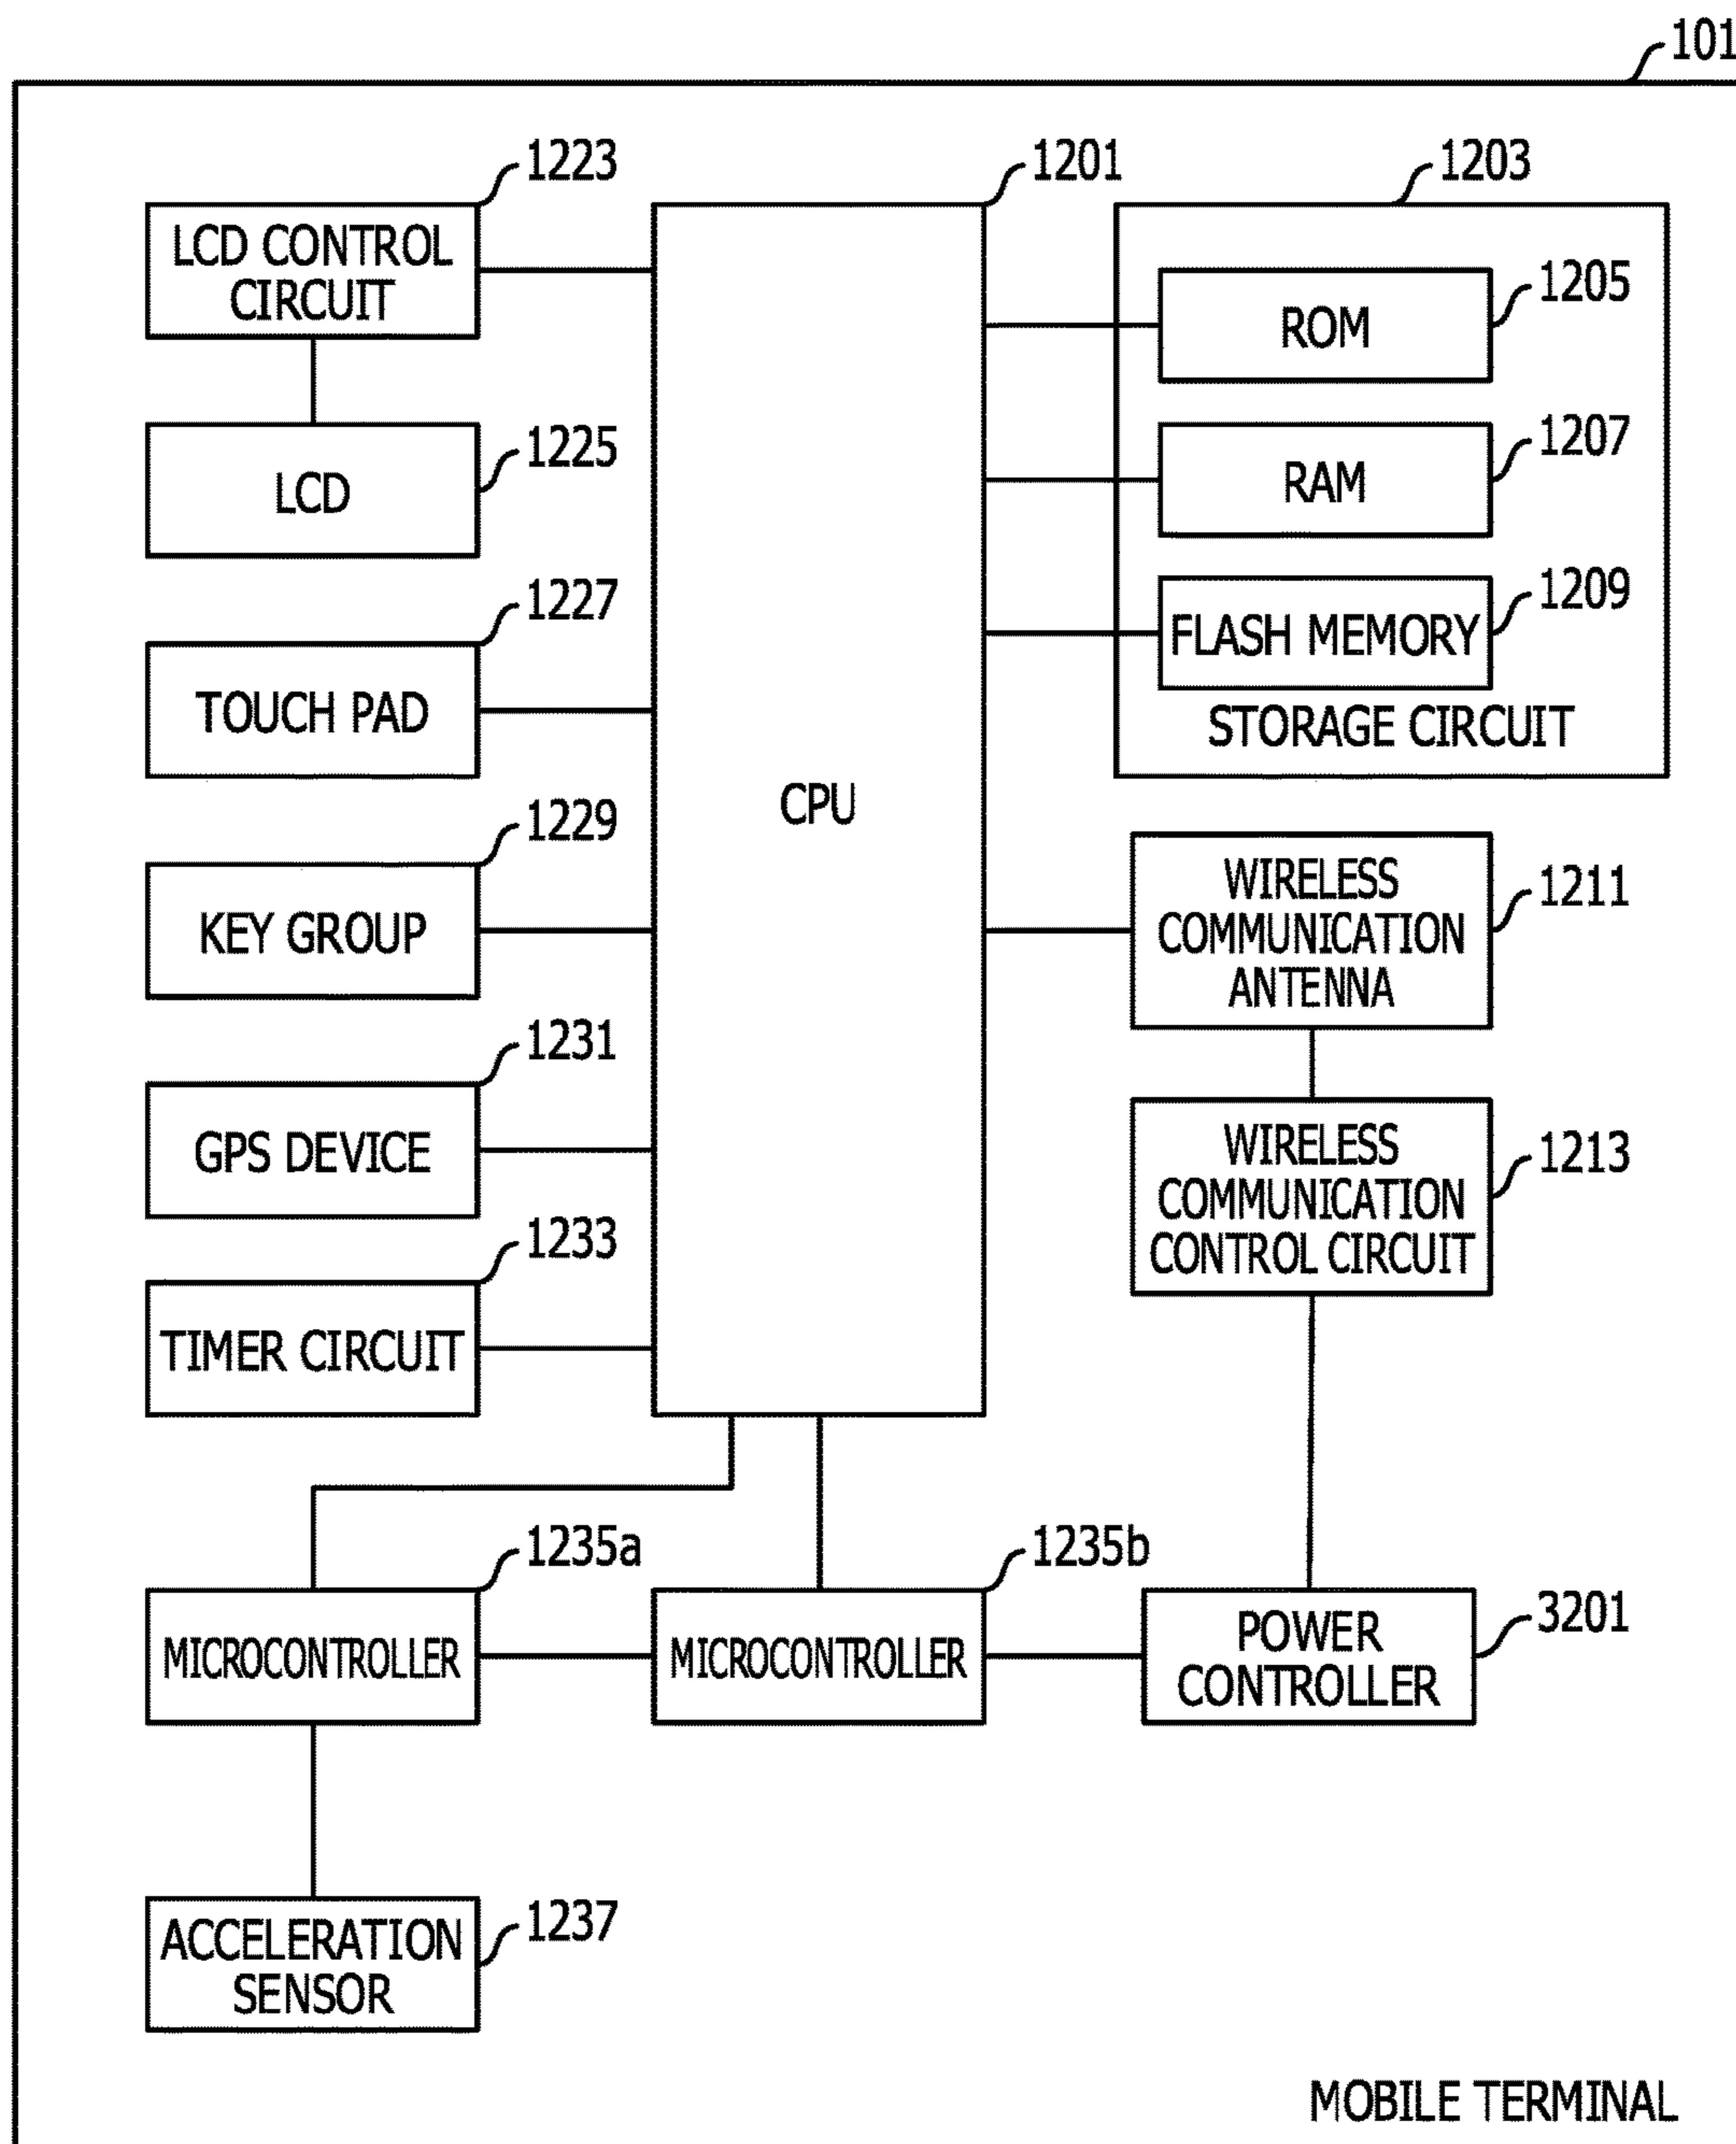 101
1223
1201
1203
LCD CONTROL
CIRCUIT
1205
ROM
1225
LCD
1207
RAM
1227
TOUCH PAD
1209
FLASH MEMORY
STORAGE CIRCUIT
CPU
1229
KEY GROUP
WIRELESS
COMMUNICATION
ANTENNA
1211
1231
GPS DEVICE
WIRELESS
COMMUNICATION
CONTROL CIRCUIT
1213
1233
TIMER CIRCUIT
1235a
MICROCONTROLLER
1235b
MICROCONTROLLER
POWER
CONTROLLER
3201
1237
ACCELERATION
SENSOR
MOBILE TERMINAL